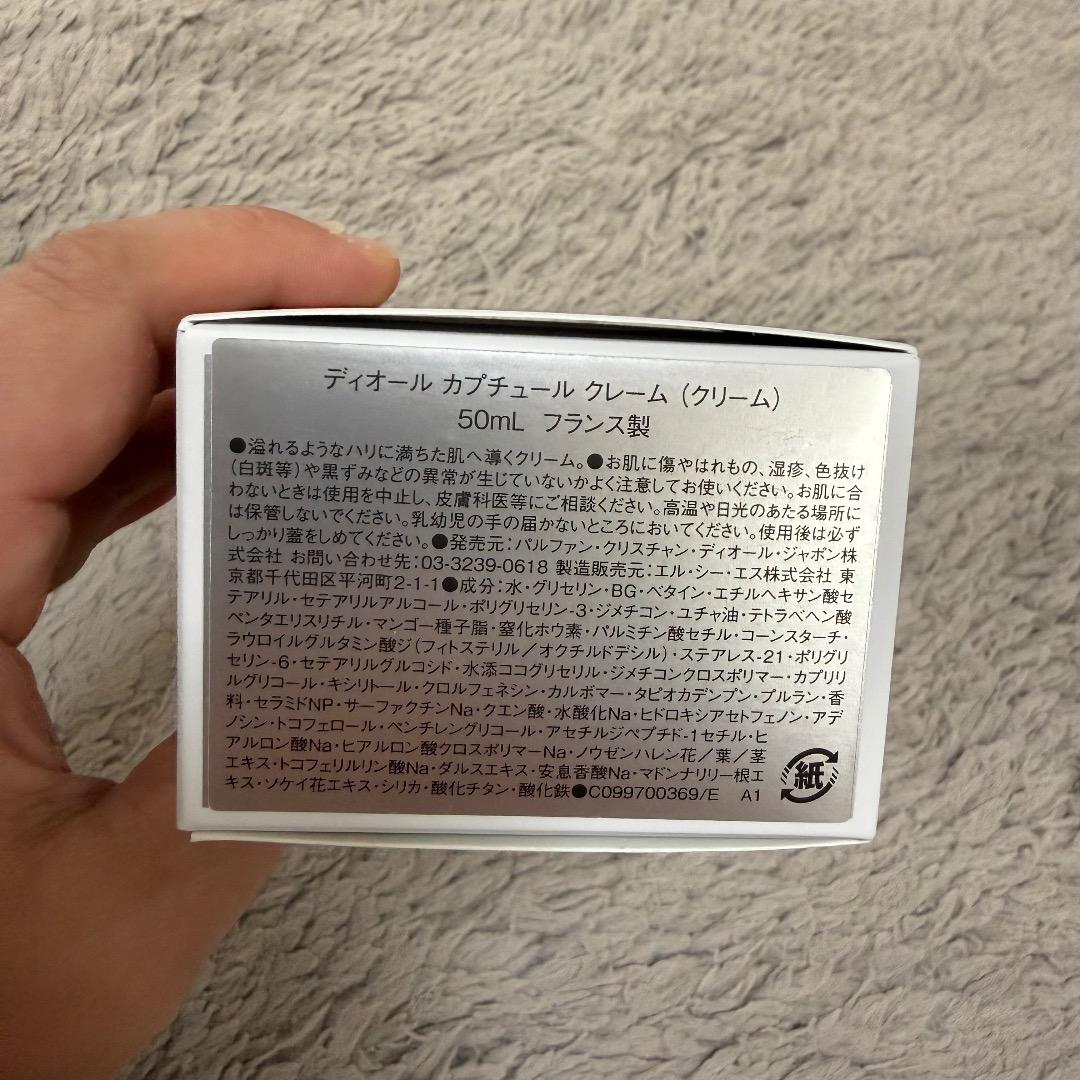 ディオール カプチュール クレーム（クリーム）
50mL フランス製
●溢れるようなハリに満ちた肌へ導くクリーム。●お肌に傷やはれもの、湿疹、色抜け
（白斑等）や黒ずみなどの異常が生じていないかよく注意してお使いください。お肌に合
わないときは使用を中止し、皮膚科医等にご相談ください。高温や日光のあたる場所に
は保管しないでください。乳幼児の手の届かないところにおいてください。使用後は必ず
しっかり蓋をしめてください。●発売元：パルファン・クリスチャン・ディオール・ジャポン株
式会社 お問い合わせ先：03-3239-0618 製造販売元：エル・シー・エス株式会社 東
京都千代田区平河町2-1-1●成分：水・グリセリン・BG・ベタイン・エチルヘキサン酸セ
テアリル・セテアリルアルコール・ポリグリセリン-3・ジメチコン・ユチャ油・テトラベヘン酸
ペンタエリスリチル・マンゴー種子脂・窒化ホウ素・パルミチン酸セチル・コーンスターチ・
ラウロイルグルタミン酸ジ（フィトステリル／オクチルドデシル）・ステアレス-21・ポリグリ
セリン-6・セテアリルグルコシド・水添ココグリセリル・ジメチコンクロスポリマー・カプリリ
ルグリコール・キシリトール・クロルフェネシン・カルボマー・タピオカデンプン・プルラン・香
料・セラミドNP・サーファクチンNa・クエン酸・水酸化Na・ヒドロキシアセトフェノン・アデ
ノシン・トコフェロール・ペンチレングリコール・アセチルジペプチド-1セチル・ヒ
アルロン酸Na・ヒアルロン酸クロスポリマーNa・ノウゼンハレン花／葉／茎
エキス・トコフェリルリン酸Na・ダルスエキス・安息香酸Na・マドンナリリー根エ
キス・ソケイ花エキス・シリカ・酸化チタン・酸化鉄●C099700369/E A1
紙